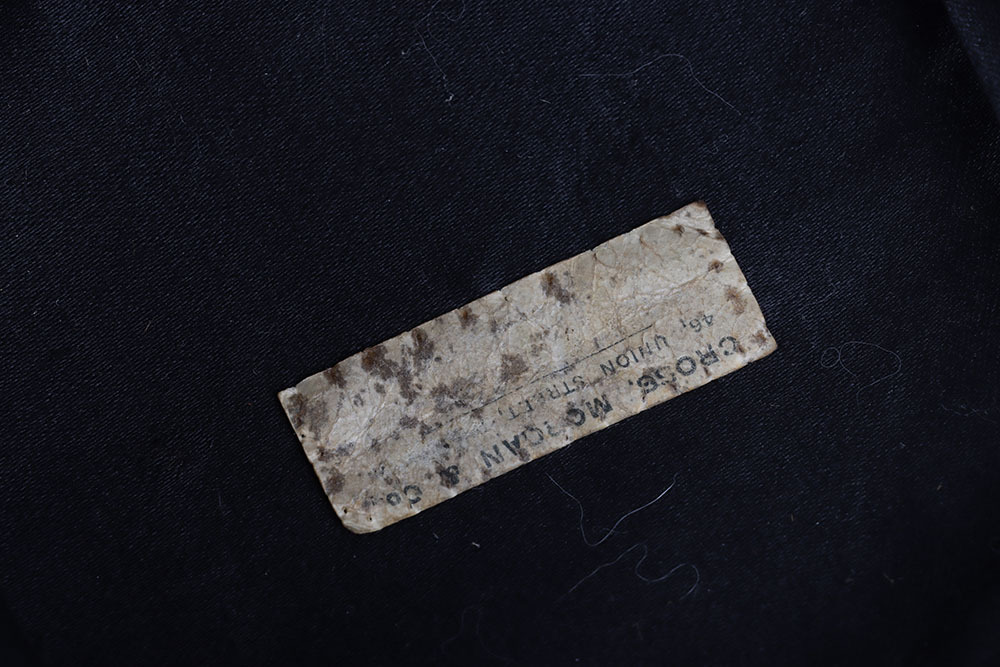 CROSS, MORGAN & Co.,
46, UNION STREET,